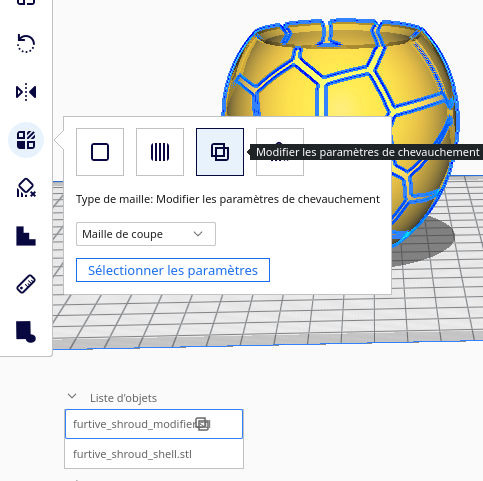 Modifier les paramètres de chevauchement
Type de maille: Modifier les paramètres de chevauchement
Maille de coupe
Sélectionner les paramètres
Liste d'objets
furtive_shroud_modifier
furtive_shroud_shell.stl